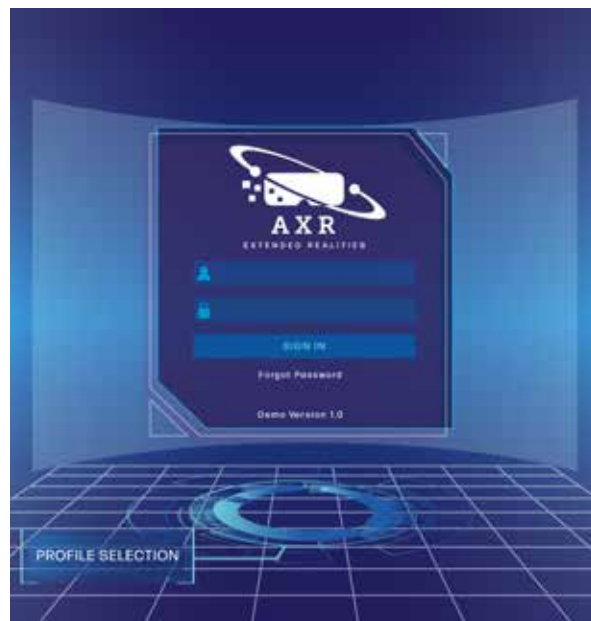 AXR
EXTENDED REALITIES
SIGN IN
Forgot Password
Demo Version 1.0
PROFILE SELECTION